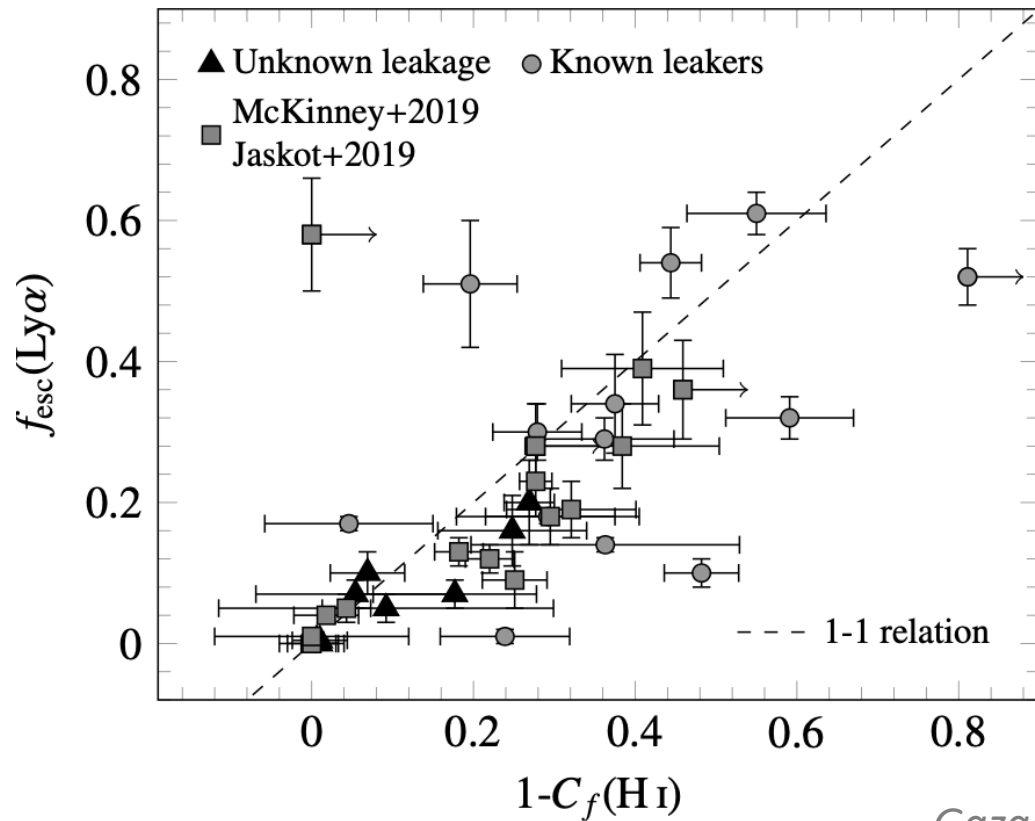 Unknown leakage Known leakers
McKinney+2019
Jaskot+2019
0.8
0.6
0.4
0.2
0
fesc(Lyα)
1-1 relation
0 0.2 0.4 0.6 0.8
1-Cf(H I)